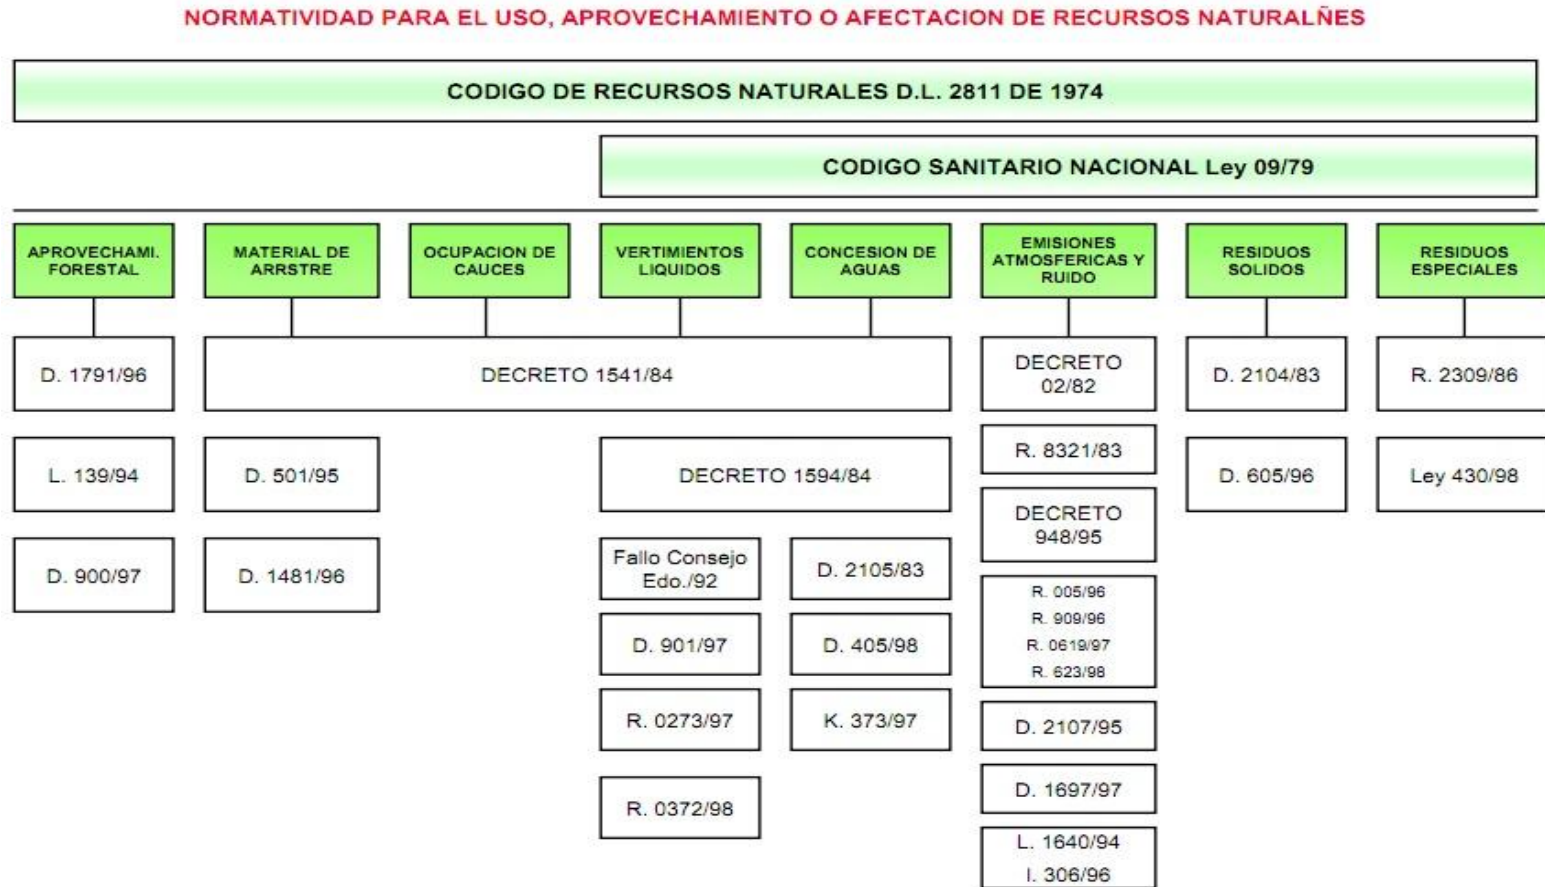 NORMATIVIDAD PARA EL USO, APROVECHAMIENTO O AFECTACION DE RECURSOS NATURALÑES
CODIGO DE RECURSOS NATURALES D.L. 2811 DE 1974
CODIGO SANITARIO NACIONAL Ley 09/79
APROVECHAMI.
FORESTAL
MATERIAL DE
ARRSTRE
OCUPACION DE
CAUCES
VERTIMIENTOS
LIQUIDOS
CONCESION DE
AGUAS
EMISIONES
ATMOSFERICAS Y
RUIDO
RESIDUOS
SOLIDOS
RESIDUOS
ESPECIALES
D. 1791/96
DECRETO 1541/84
DECRETO
02/82
D. 2104/83
R. 2309/86
L. 139/94
D. 501/95
DECRETO 1594/84
R. 8321/83
D. 605/96
Ley 430/98
DECRETO
948/95
D. 900/97
D. 1481/96
Fallo Consejo
Edo./92
D. 2105/83
R. 005/96
R. 909/96
R. 0619/97
R. 623/98
D. 901/97
D. 405/98
R. 0273/97
K. 373/97
D. 2107/95
R. 0372/98
D. 1697/97
L. 1640/94
I. 306/96